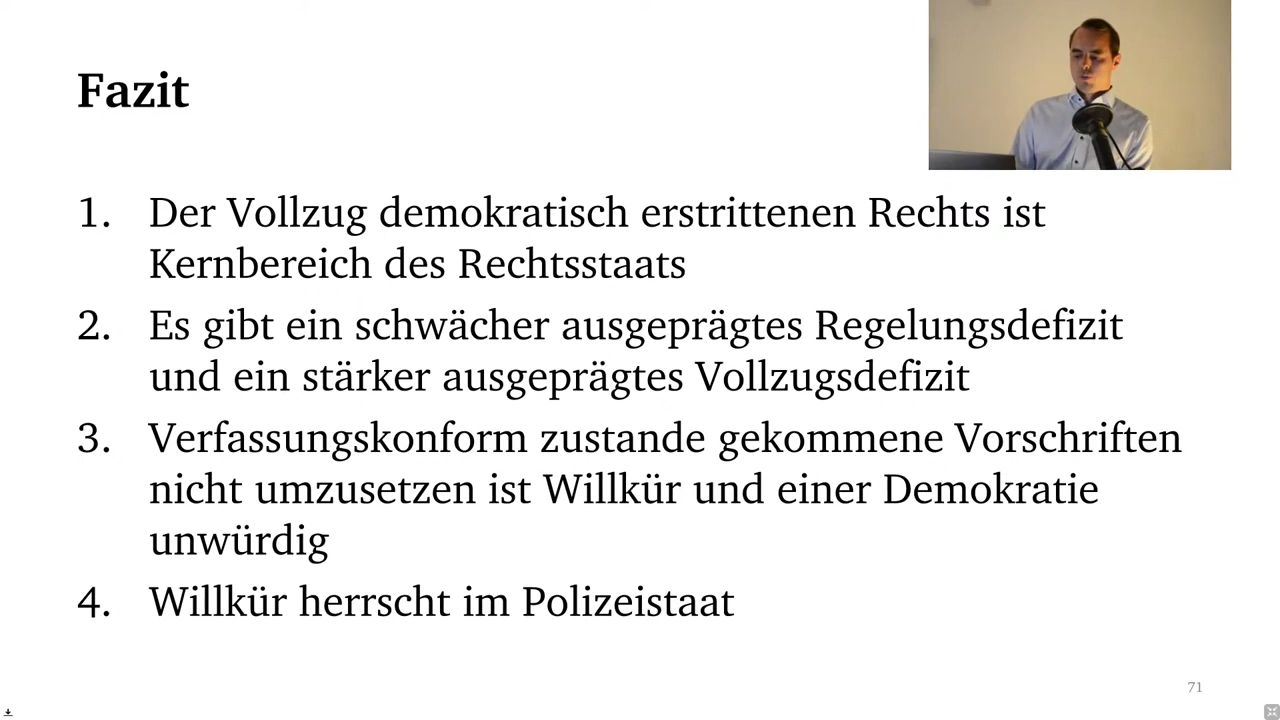 Fazit
1. Der Vollzug demokratisch erstrittenen Rechts ist
Kernbereich des Rechtsstaats
2. Es gibt ein schwächer ausgeprägtes Regelungsdefizit
und ein stärker ausgeprägtes Vollzugsdefizit
3. Verfassungskonform zustande gekommene Vorschriften
nicht umzusetzen ist Willkür und einer Demokratie
unwürdig
4. Willkür herrscht im Polizeistaat
71